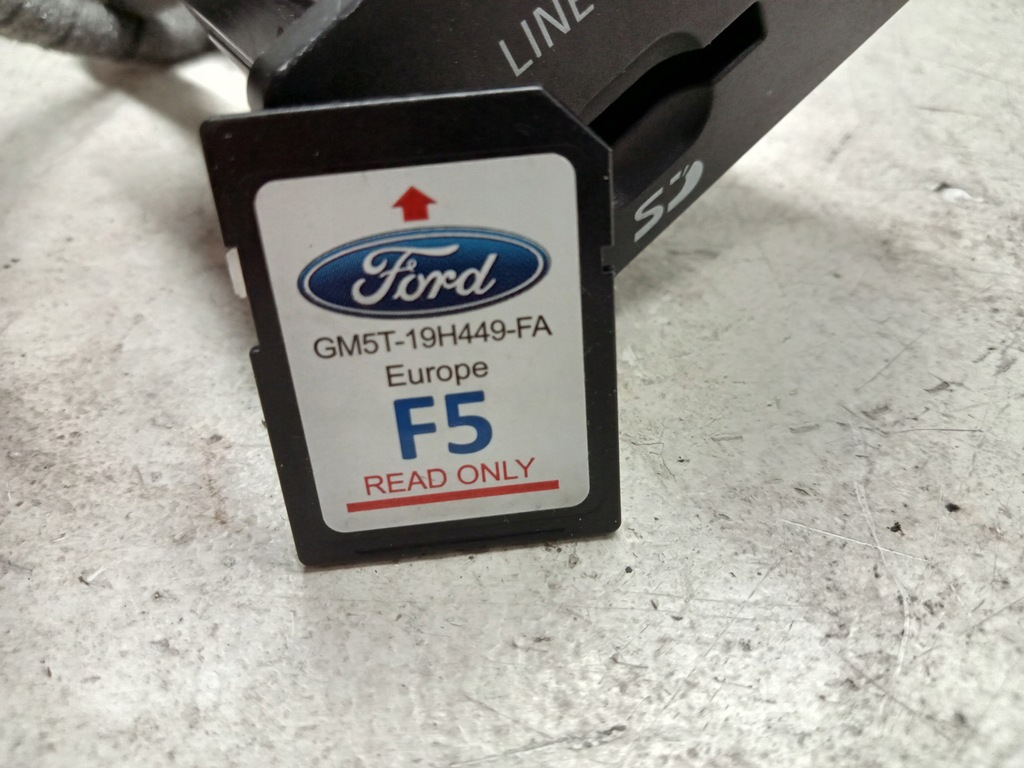 LINE
SD
Ford
GM5T-19H449-FA
Europe
F5
READ ONLY